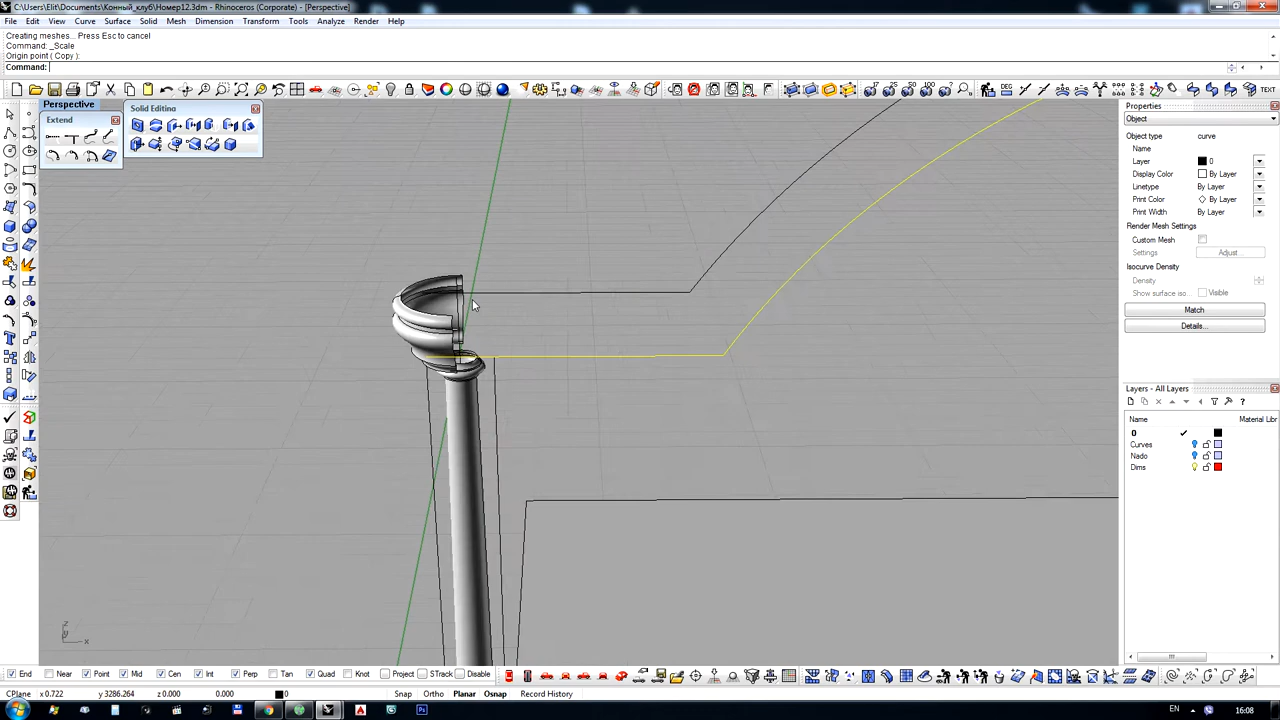 C:\Users\Elit\Documents\Конный_клуб\Номер12.3dm - Rhinoceros (Corporate) - [Perspective]
File Edit View Curve Surface Solid Mesh Dimension Transform Tools Analyze Render Help
Creating meshes... Press Esc to cancel
Command: _Scale
Origin point ( Copy ):
Command:
TEXT
Perspective
Solid Editing
Extend
Properties
Object
Object type curve
Name
Layer 0
Display Color By Layer
Linetype By Layer
Print Color By Layer
Print Width By Layer
Render Mesh Settings
Custom Mesh
Settings Adjust...
Isocurve Density
Density
Show surface iso. Visible
Match
Details...
Layers - All Layers
Name Material Libr
0
Curves
Nado
Dims
z
y
x
End Near Point Mid Cen Int Perp Tan Quad Knot Project STrack Disable
CPlane x 0.722 y 3286.264 z 0.000 0.000 0 Snap Ortho Planar Osnap Record History
EN 16:08